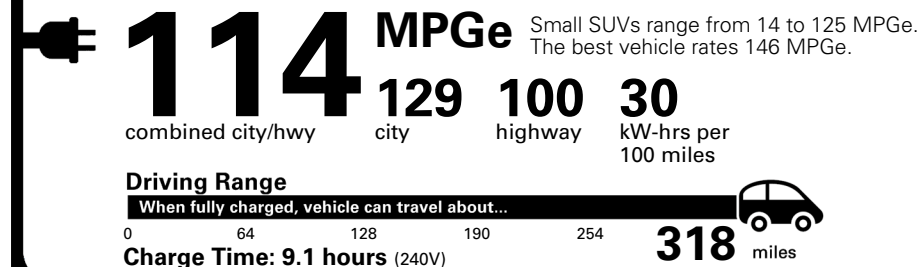 114 MPGe
Small SUVs range from 14 to 125 MPGe.
The best vehicle rates 146 MPGe.
combined city/hwy
129
city
100
highway
30
kW-hrs per
100 miles
Driving Range
When fully charged, vehicle can travel about...
0 64 128 190 254 318 miles
Charge Time: 9.1 hours (240V)